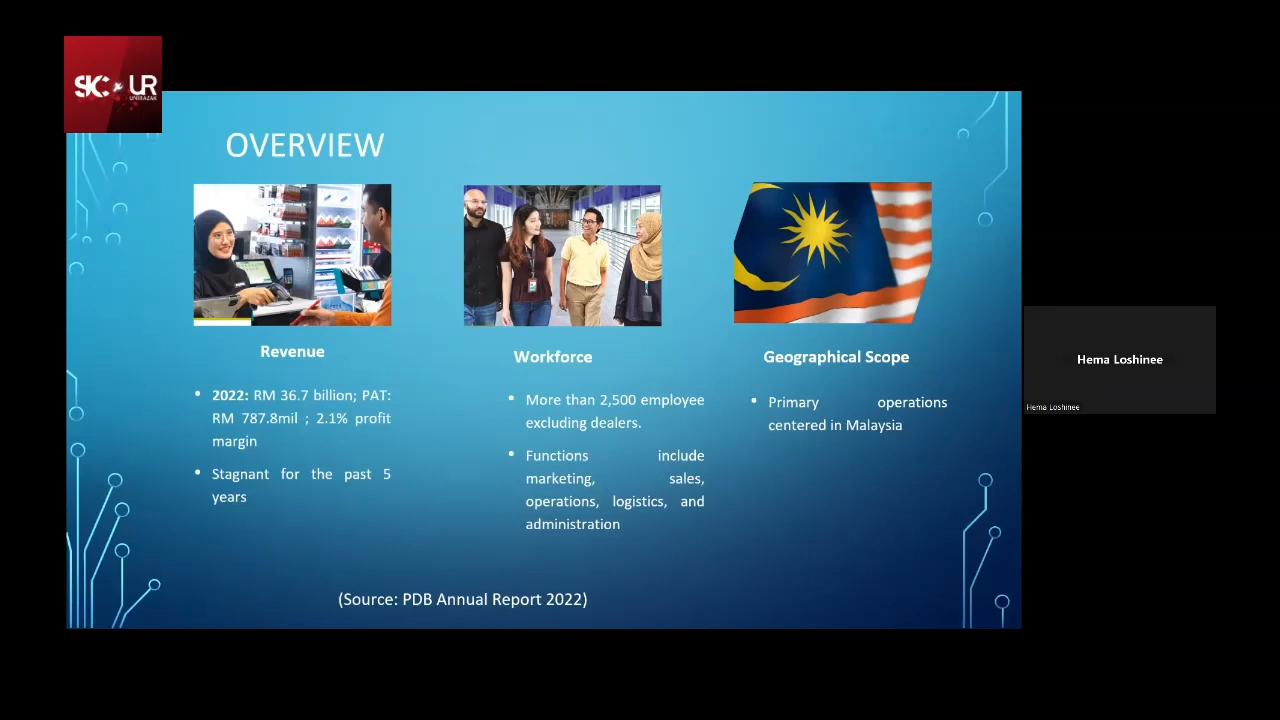 SIC UR
UNIRAZAK
OVERVIEW
Revenue
• 2022: RM 36.7 billion; PAT:
RM 787.8mil ; 2.1% profit
margin
• Stagnant for the past 5
years
Workforce
• More than 2,500 employee
excluding dealers.
• Functions include
marketing, sales,
operations, logistics, and
administration
Geographical Scope
• Primary operations
centered in Malaysia
(Source: PDB Annual Report 2022)
Hema Loshinee
Hema Loshinee